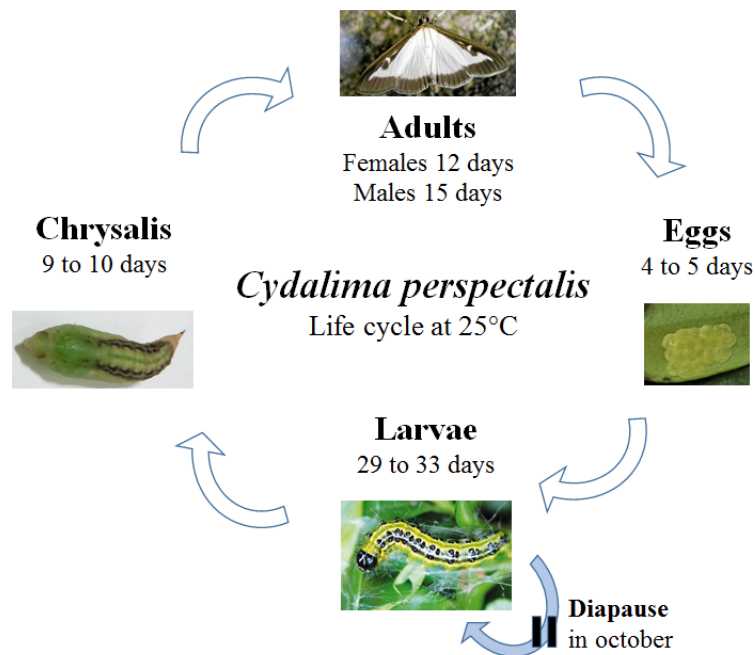 Adults
Females 12 days
Males 15 days
Eggs
4 to 5 days
Chrysalis
9 to 10 days
Cydalima perspectalis
Life cycle at 25°C
Larvae
29 to 33 days
Diapause
in october